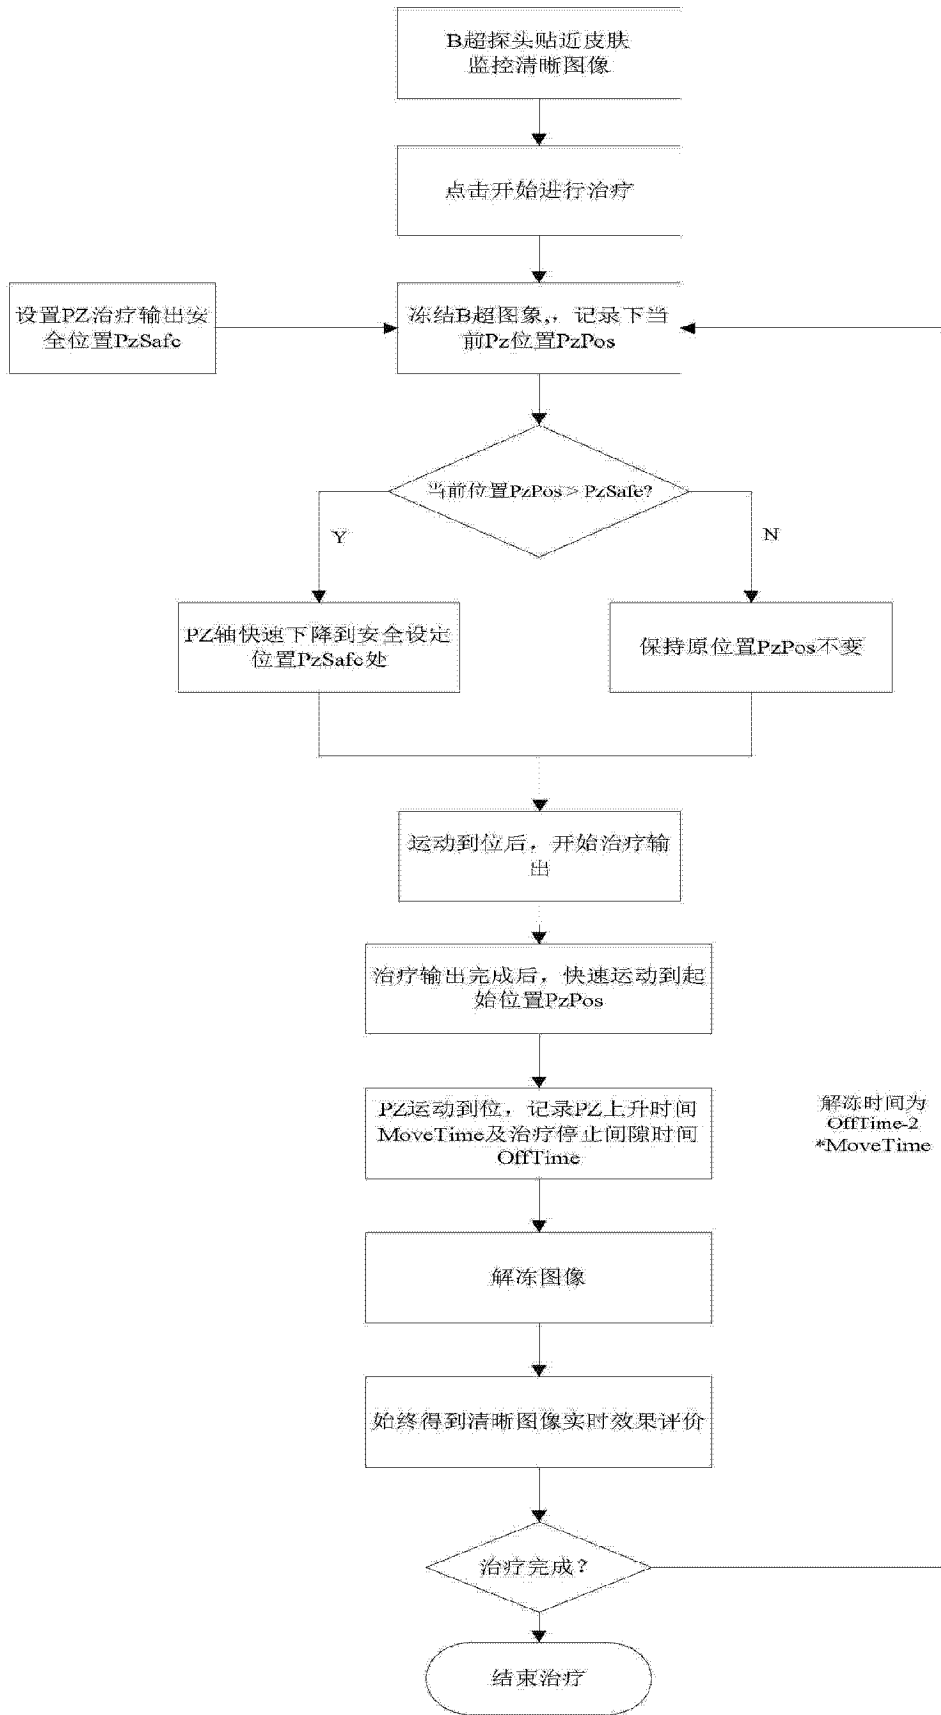 B超探头贴近皮肤
监控清晰图像
点击开始进行治疗
设置PZ治疗输出安
全位置PzSafe
冻结B超图象,，记录下当
前Pz位置PzPos
当前位置PzPos＞PzSafe?
Y
N
PZ轴快速下降到安全设定
位置PzSafe处
保持原位置PzPos不变
运动到位后，开始治疗输
出
治疗输出完成后，快速运动到起
始位置PzPos
PZ运动到位，记录PZ上升时间
MoveTime及治疗停止间隙时间
OffTime
解冻时间为
OffTime-2
*MoveTime
解冻图像
始终得到清晰图像实时效果评价
治疗完成？
结束治疗